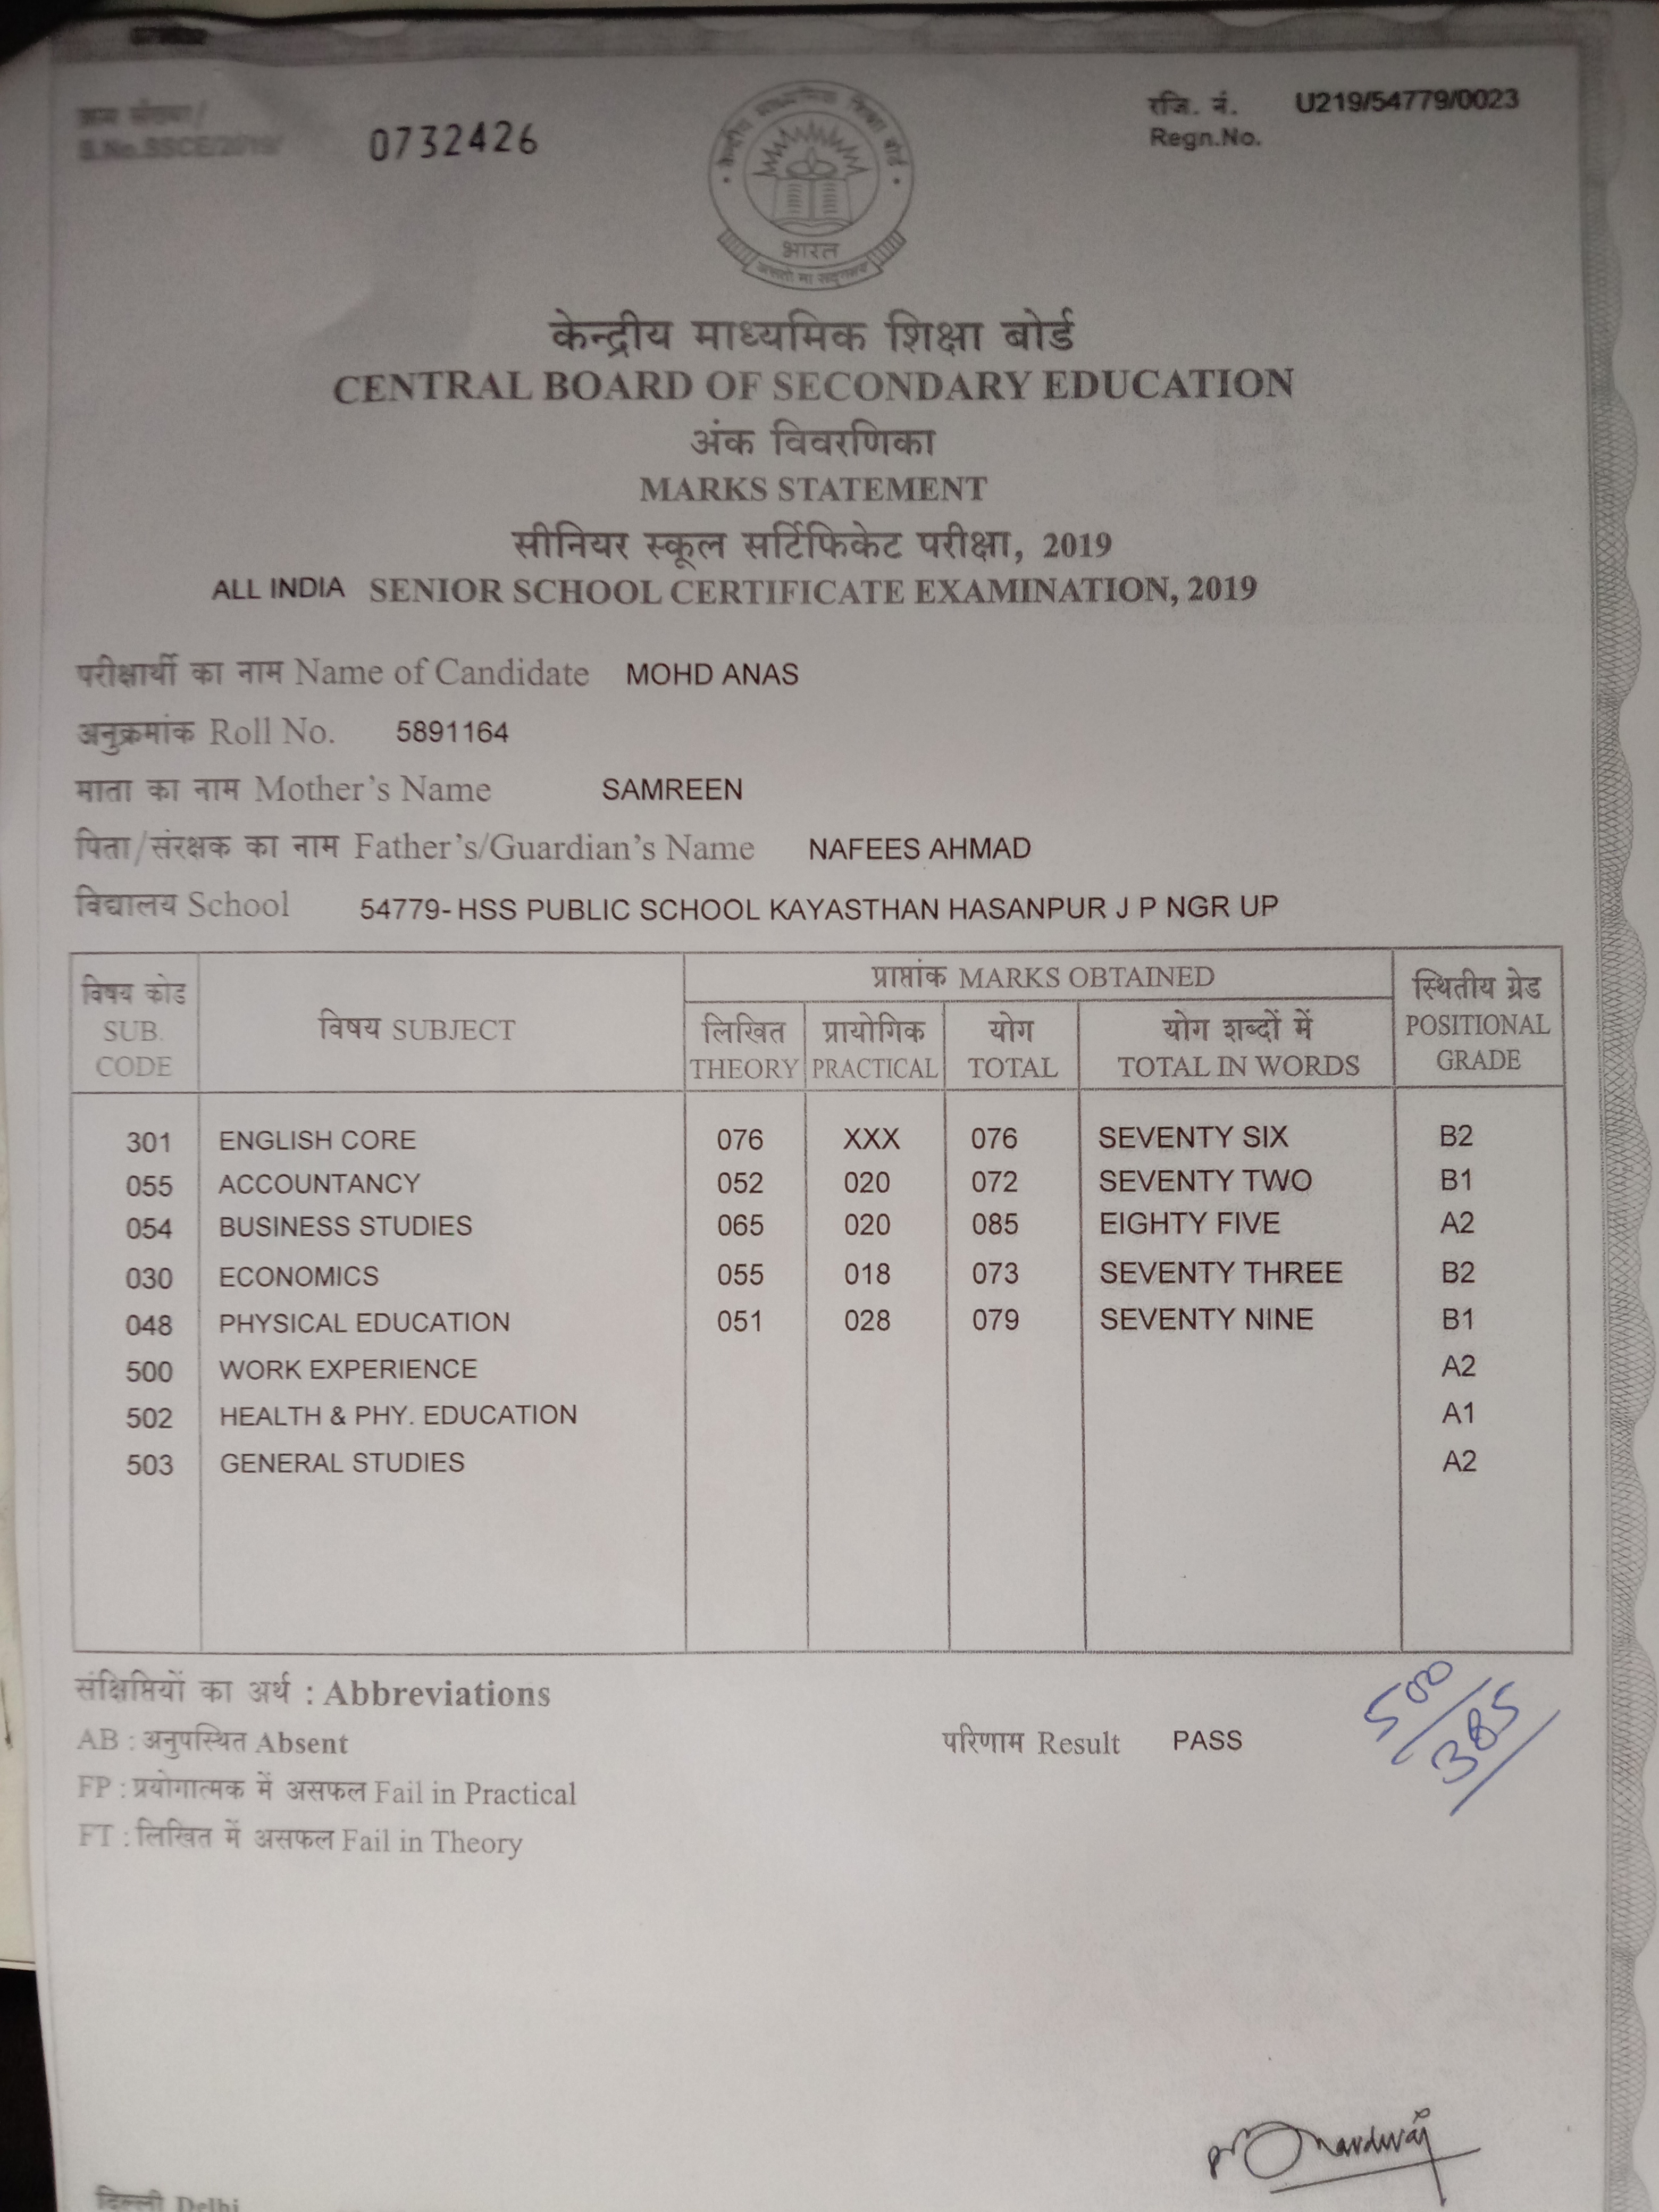 क्रम संख्या/
S.No.SSCE/2019/ 0732426
रजि. नं. U219/54779/0023
Regn.No.
केन्द्रीय माध्यमिक शिक्षा बोर्ड
भारत
असतो मा सद्गमय
केन्द्रीय माध्यमिक शिक्षा बोर्ड
CENTRAL BOARD OF SECONDARY EDUCATION
अंक विवरणिका
MARKS STATEMENT
सीनियर स्कूल सर्टिफिकेट परीक्षा, 2019
ALL INDIA SENIOR SCHOOL CERTIFICATE EXAMINATION, 2019
परीक्षार्थी का नाम Name of Candidate MOHD ANAS
अनुक्रमांक Roll No. 5891164
माता का नाम Mother's Name SAMREEN
पिता/संरक्षक का नाम Father's/Guardian's Name NAFEES AHMAD
विद्यालय School 54779- HSS PUBLIC SCHOOL KAYASTHAN HASANPUR J P NGR UP
विषय कोड SUB. CODE
विषय SUBJECT
प्राप्तांक MARKS OBTAINED
लिखित THEORY
प्रायोगिक PRACTICAL
योग TOTAL
योग शब्दों में TOTAL IN WORDS
स्थितीय ग्रेड POSITIONAL GRADE
301 ENGLISH CORE 076 XXX 076 SEVENTY SIX B2
055 ACCOUNTANCY 052 020 072 SEVENTY TWO B1
054 BUSINESS STUDIES 065 020 085 EIGHTY FIVE A2
030 ECONOMICS 055 018 073 SEVENTY THREE B2
048 PHYSICAL EDUCATION 051 028 079 SEVENTY NINE B1
500 WORK EXPERIENCE A2
502 HEALTH & PHY. EDUCATION A1
503 GENERAL STUDIES A2
संक्षिप्तियों का अर्थ : Abbreviations
AB : अनुपस्थित Absent
परिणाम Result PASS
500/385/
FP : प्रयोगात्मक में असफल Fail in Practical
FT : लिखित में असफल Fail in Theory
दिल्ली Delhi